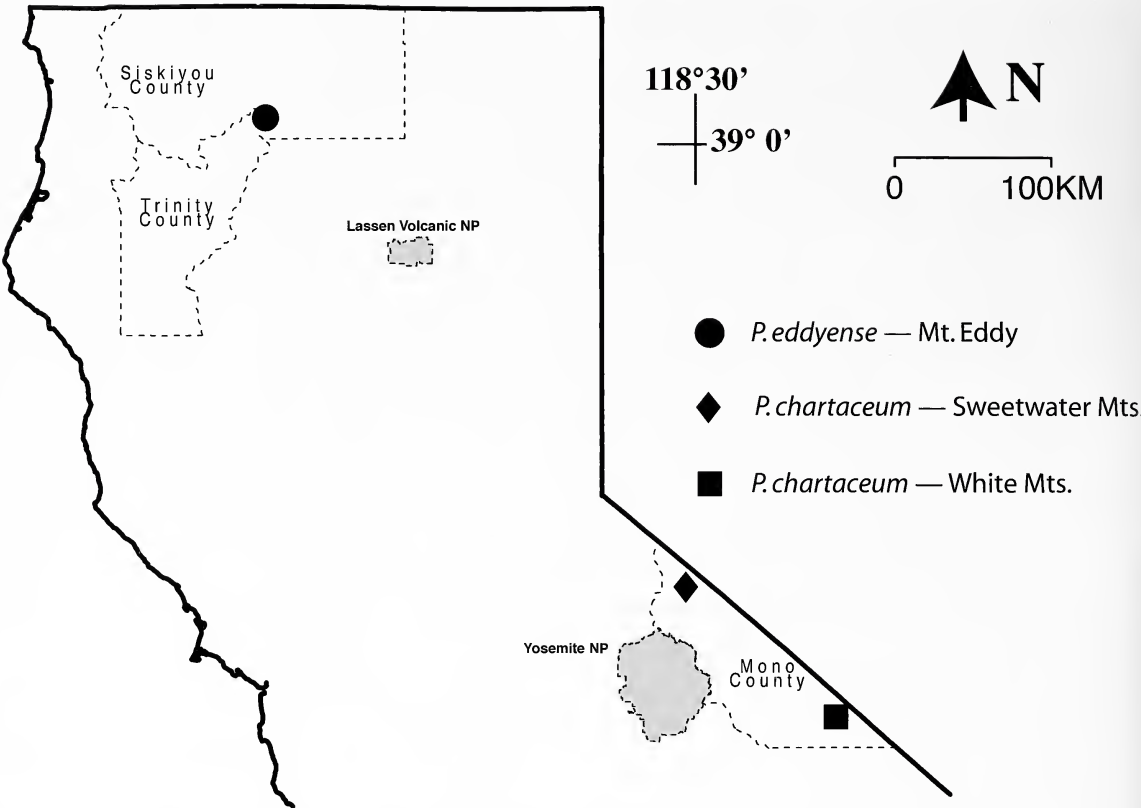 Siskiyou
County
Trinity
County
Lassen Volcanic NP
118°30’
39° 0’
N
0 100KM
P. eddyense — Mt. Eddy
P. chartaceum — Sweetwater Mts.
P. chartaceum — White Mts.
Yosemite NP
Mono
County